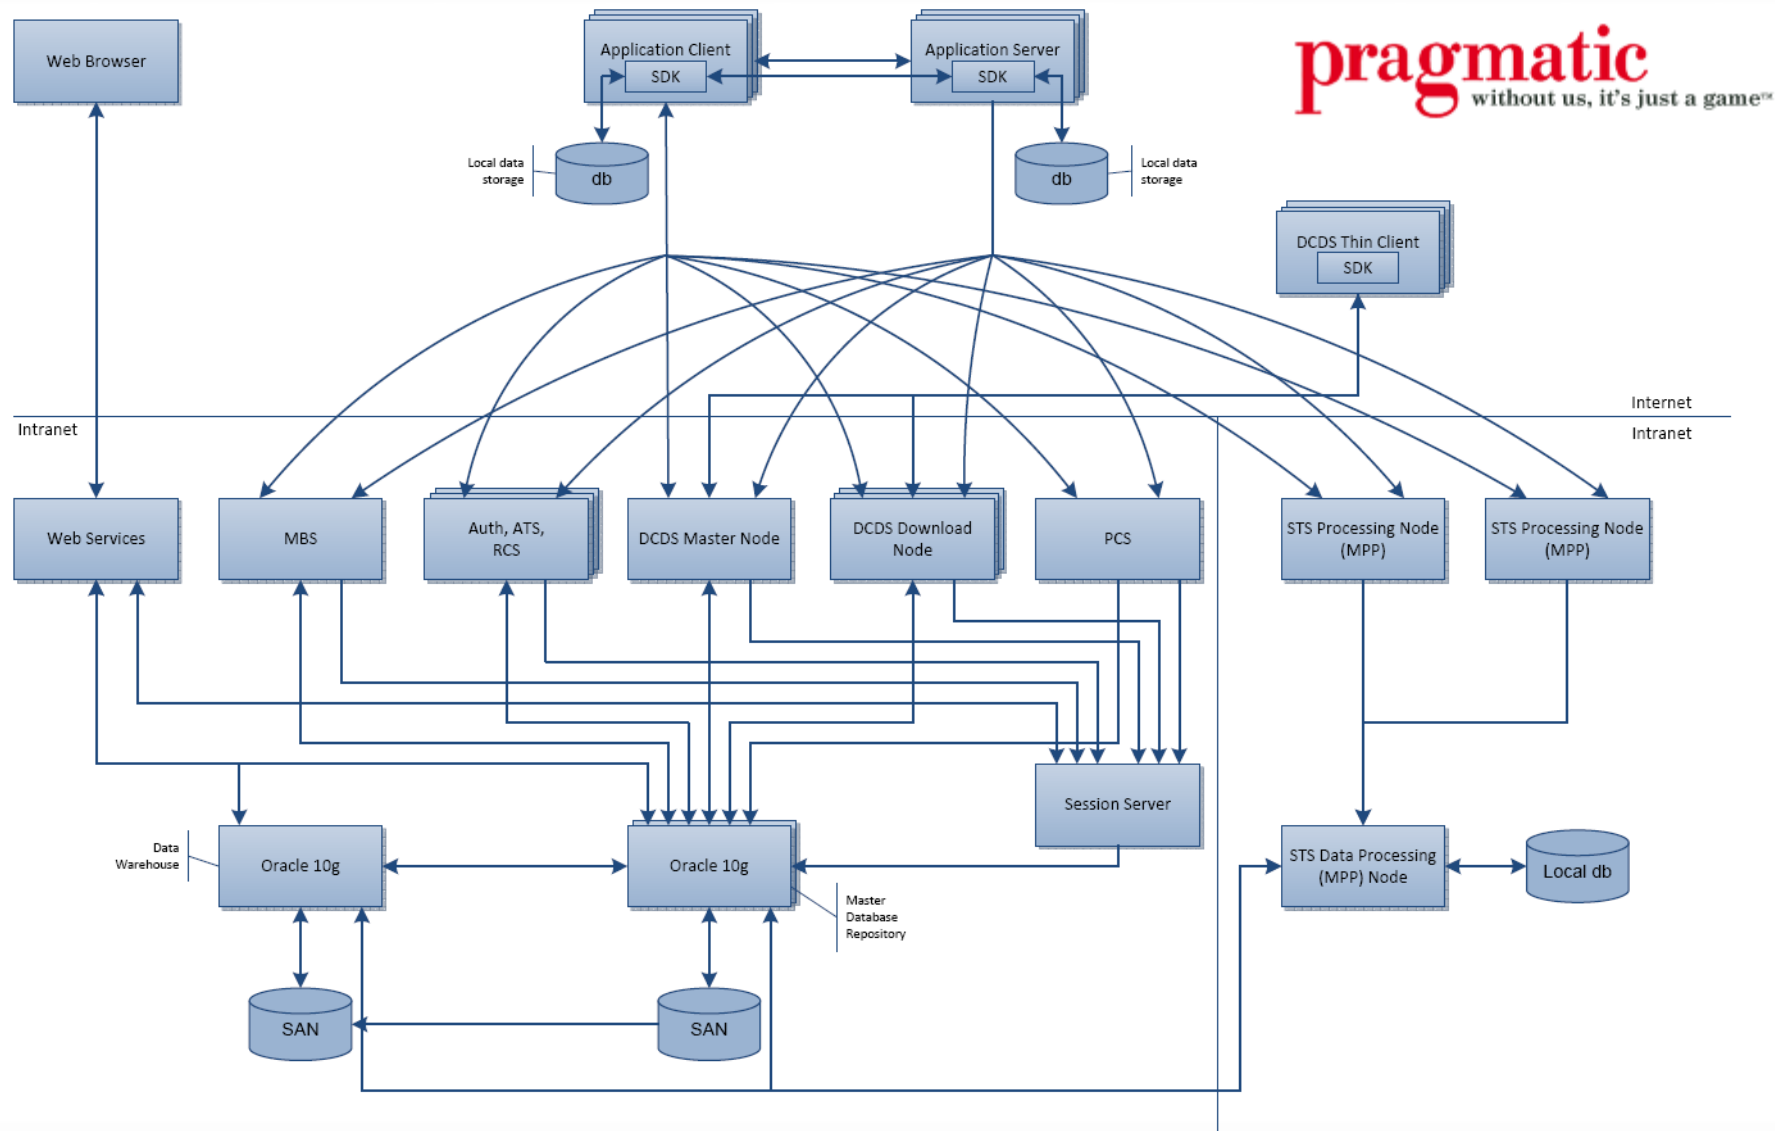 Web Browser
Application Client
SDK
Application Server
SDK
pragmatic
without us, it's just a game™
Local data
storage
db
db
Local data
storage
DCDS Thin Client
SDK
Internet
Intranet
Intranet
Web Services
MBS
Auth, ATS,
RCS
DCDS Master Node
DCDS Download
Node
PCS
STS Processing Node
(MPP)
STS Processing Node
(MPP)
Session Server
Data
Warehouse
Oracle 10g
Oracle 10g
Master
Database
Repository
STS Data Processing
(MPP) Node
Local db
SAN
SAN